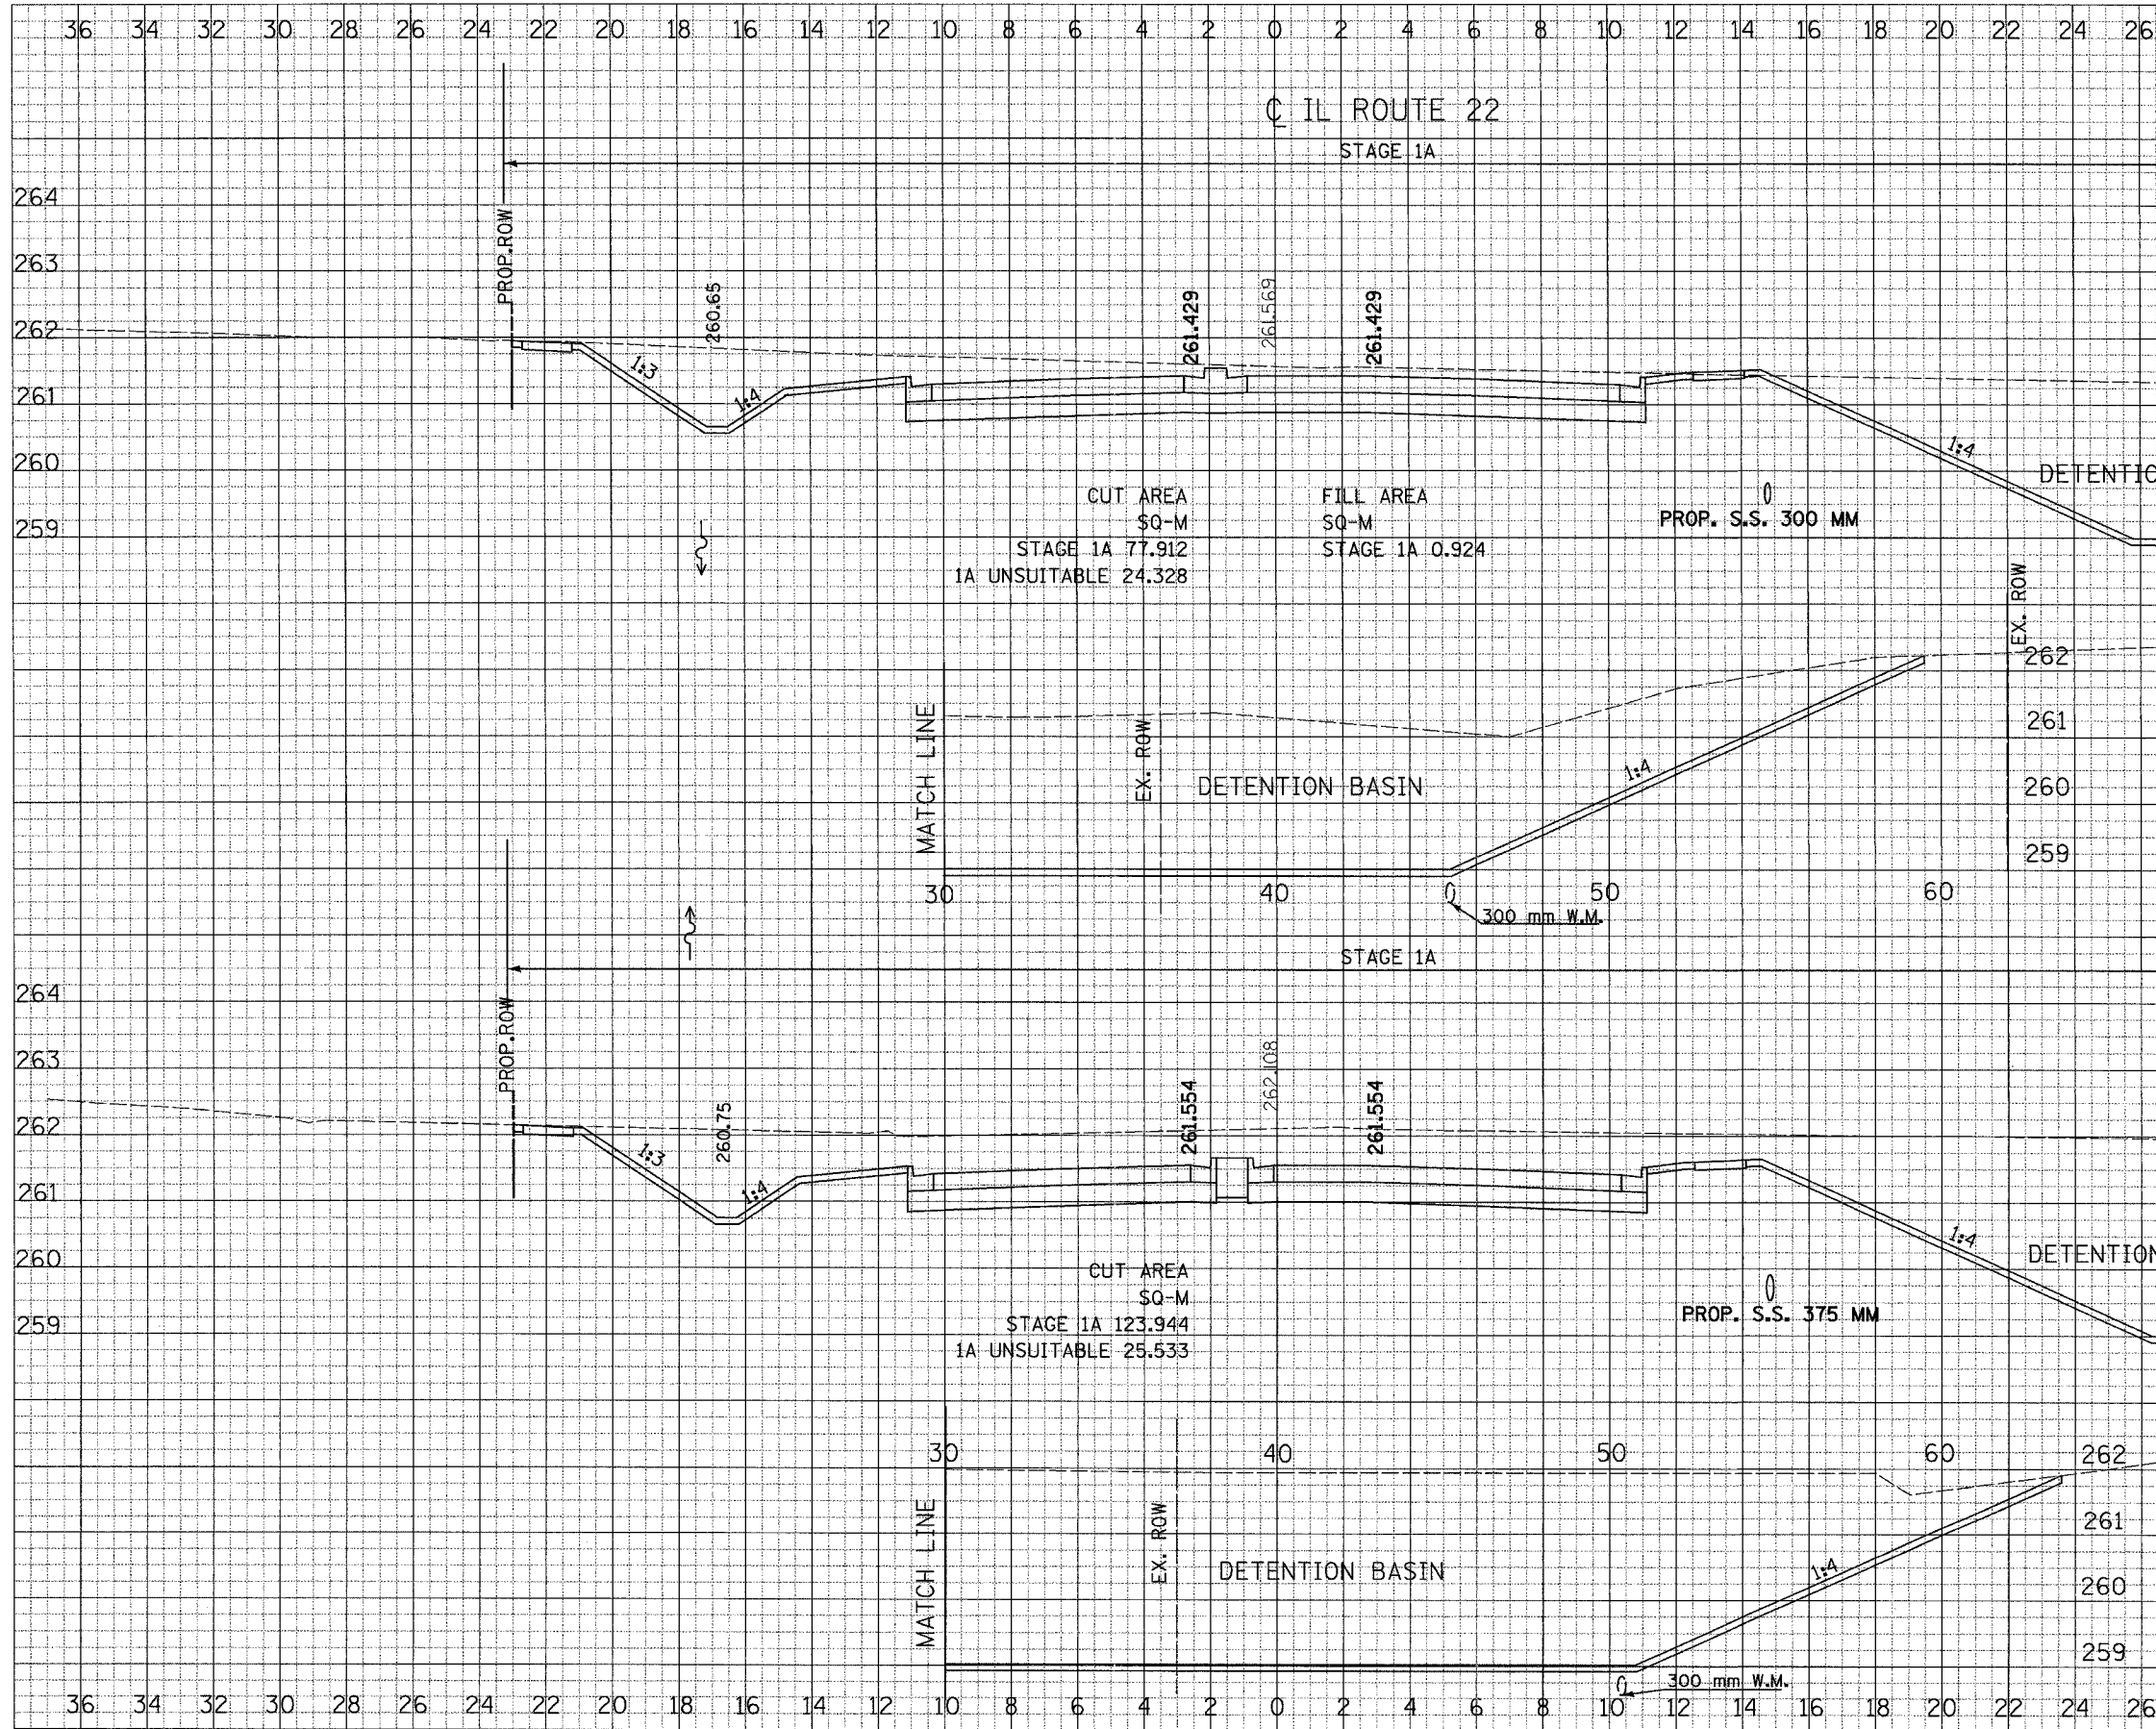 36 34 32 30 28 26 24 22 20 18 16 14 12 10 8 6 4 2 0 2 4 6 8 10 12 14 16 18 20 22 24 26
℄ IL ROUTE 22
STAGE 1A
264
PROP.ROW
263
260.65
261.429
261.569
261.429
262
1:3
1:4
261
1:4
260
DETENTIO
CUT AREA
SQ-M
STAGE 1A 77.912
1A UNSUITABLE 24.328
FILL AREA
SQ-M
STAGE 1A 0.924
PROP. S.S. 300 MM
259
EX. ROW
262
MATCH LINE
EX. ROW
261
1:4
DETENTION BASIN
260
259
30 40 50 60
300 mm W.M.
STAGE 1A
264
PROP.ROW
263
260.75
261.554
262.108
261.554
262
1:3
1:4
261
1:4
260
DETENTION
CUT AREA
SQ-M
STAGE 1A 123.944
1A UNSUITABLE 25.533
PROP. S.S. 375 MM
259
30 40 50 60 262
MATCH LINE
EX. ROW
261
DETENTION BASIN
1:4
260
259
300 mm W.M.
36 34 32 30 28 26 24 22 20 18 16 14 12 10 8 6 4 2 0 2 4 6 8 10 12 14 16 18 20 22 24 26